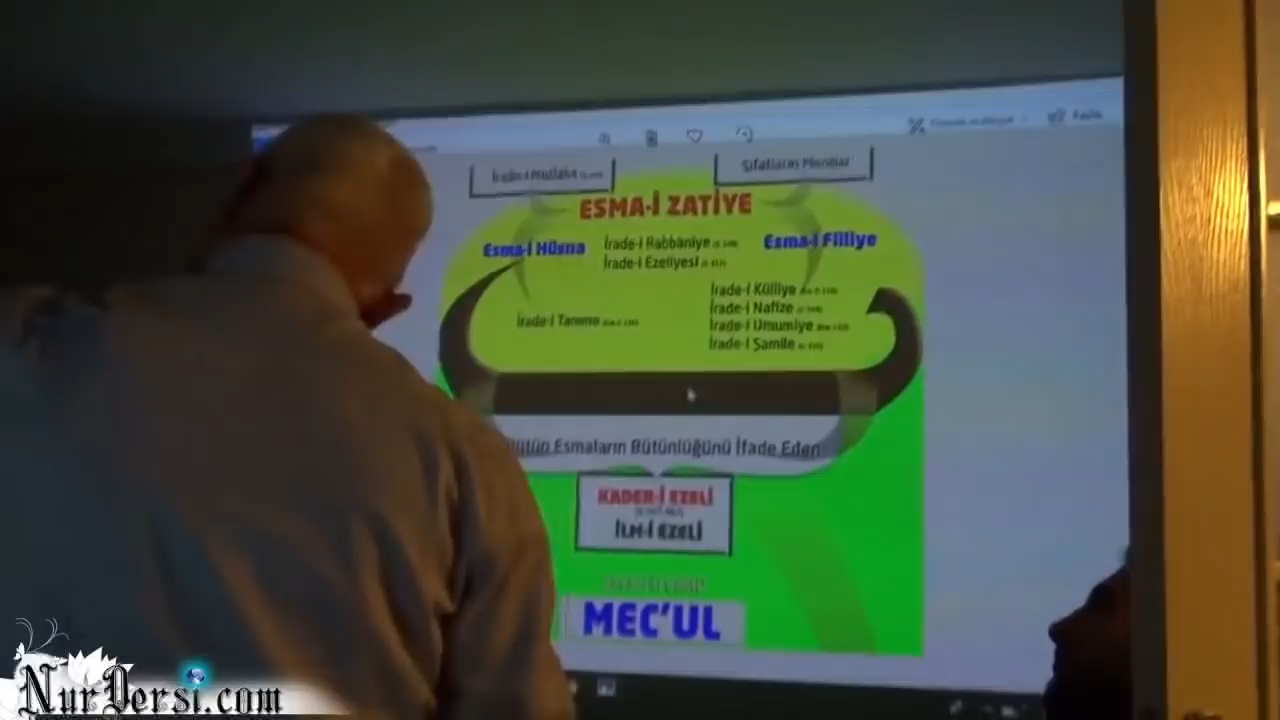 İrade-i Mutlaka
Sıfatların Menbaı
ESMA-İ ZATİYE
Esma-i Hüsna
İrade-i Rabbaniye
Esma-i Fiiliye
İrade-i Ezeliyesi
İrade-i Külliye
İrade-i Nafize
İrade-i Tamme
İrade-i Umumiye
İrade-i Şamile
Bütün Esmaların Bütünlüğünü İfade Eden
KADER-İ EZELİ
İLM-İ EZELİ
MEC'UL
NurDersi.com